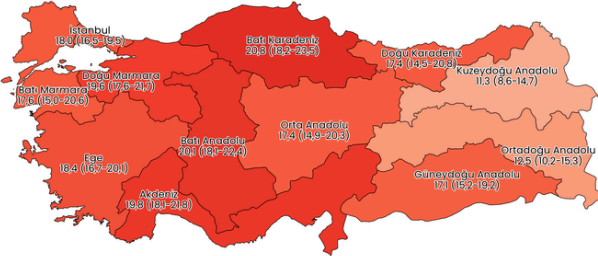 İstanbul
18,0 (16,5-19,5)
Batı Karadeniz
20,8 (18,2-23,5)
Doğu Karadeniz
17,4 (14,5-20,8)
Kuzeydoğu Anadolu
11,3 (8,6-14,7)
Doğu Marmara
19,6 (17,6-21,7)
Batı Marmara
17,6 (15,0-20,6)
Orta Anadolu
17,4 (14,9-20,3)
Batı Anadolu
20,1 (18,1-22,4)
Ortadoğu Anadolu
12,5 (10,2-15,3)
Ege
18,4 (16,7-20,1)
Güneydoğu Anadolu
17,1 (15,2-19,2)
Akdeniz
19,8 (18,1-21,8)